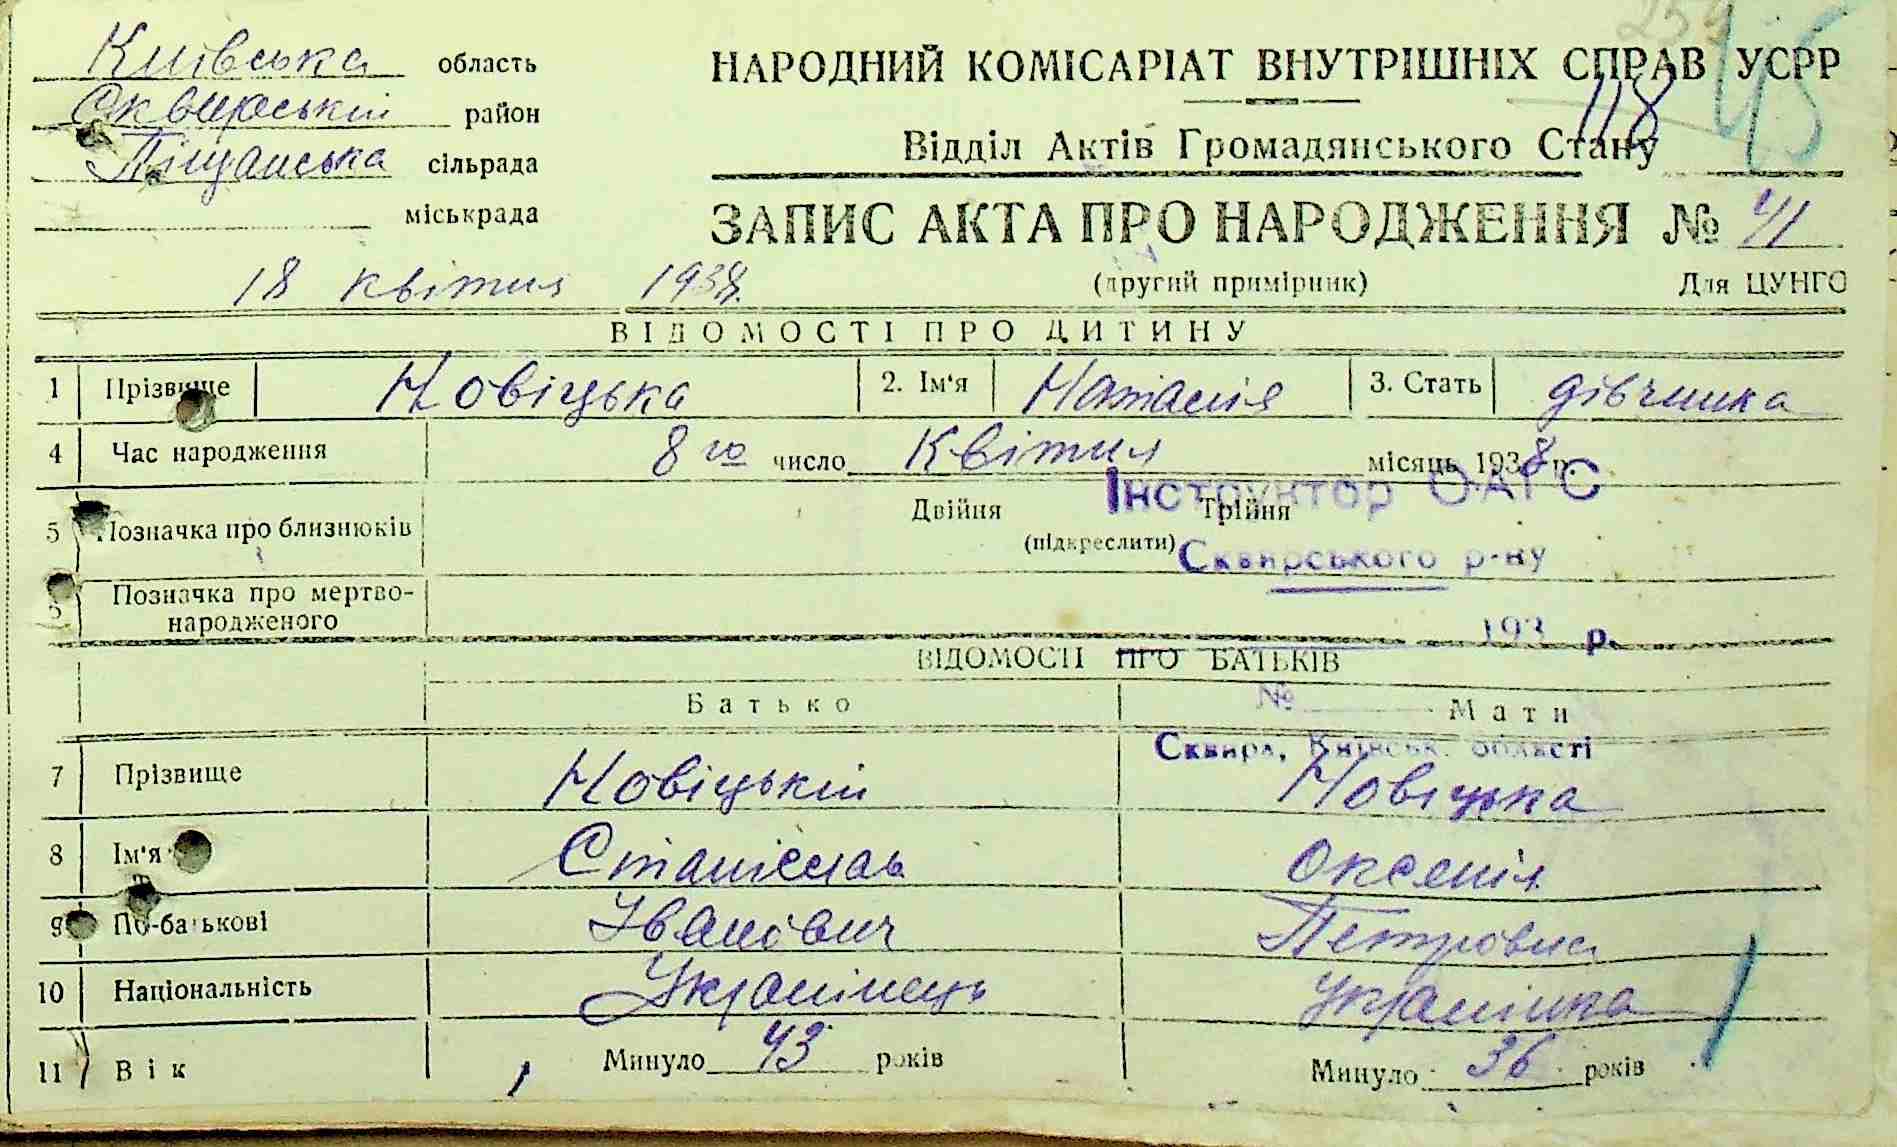 254
45
118
Київська область
Сквирський район
Піщанська сільрада
міськрада
НАРОДНИЙ КОМІСАРІАТ ВНУТРІШНІХ СПРАВ УСРР
Відділ Актів Громадянського Стану
ЗАПИС АКТА ПРО НАРОДЖЕННЯ № 41
18 квітня 1938. (другий примірник) Для ЦУНГО
ВІДОМОСТІ ПРО ДИТИНУ
1 Прізвище Новіцька 2. Ім'я Наталія 3. Стать дівчинка
4 Час народження 8го число Квітня місяць 1938 р.
Інструктор ОАГС
5 Позначка про близнюків Двійня Трійня
(підкреслити)
Сквирського р-ну
6 Позначка про мертво-
народженого
193 р.
ВІДОМОСТІ ПРО БАТЬКІВ
Батько Мати
№
Сквира, Київськ. області
7 Прізвище Новіцький Новіцька
8 Ім'я Станіслав Оксенія
9 По-батькові Іванович Петровна
10 Національність Українець Українка
11 Вік Минуло 43 років Минуло 36 років